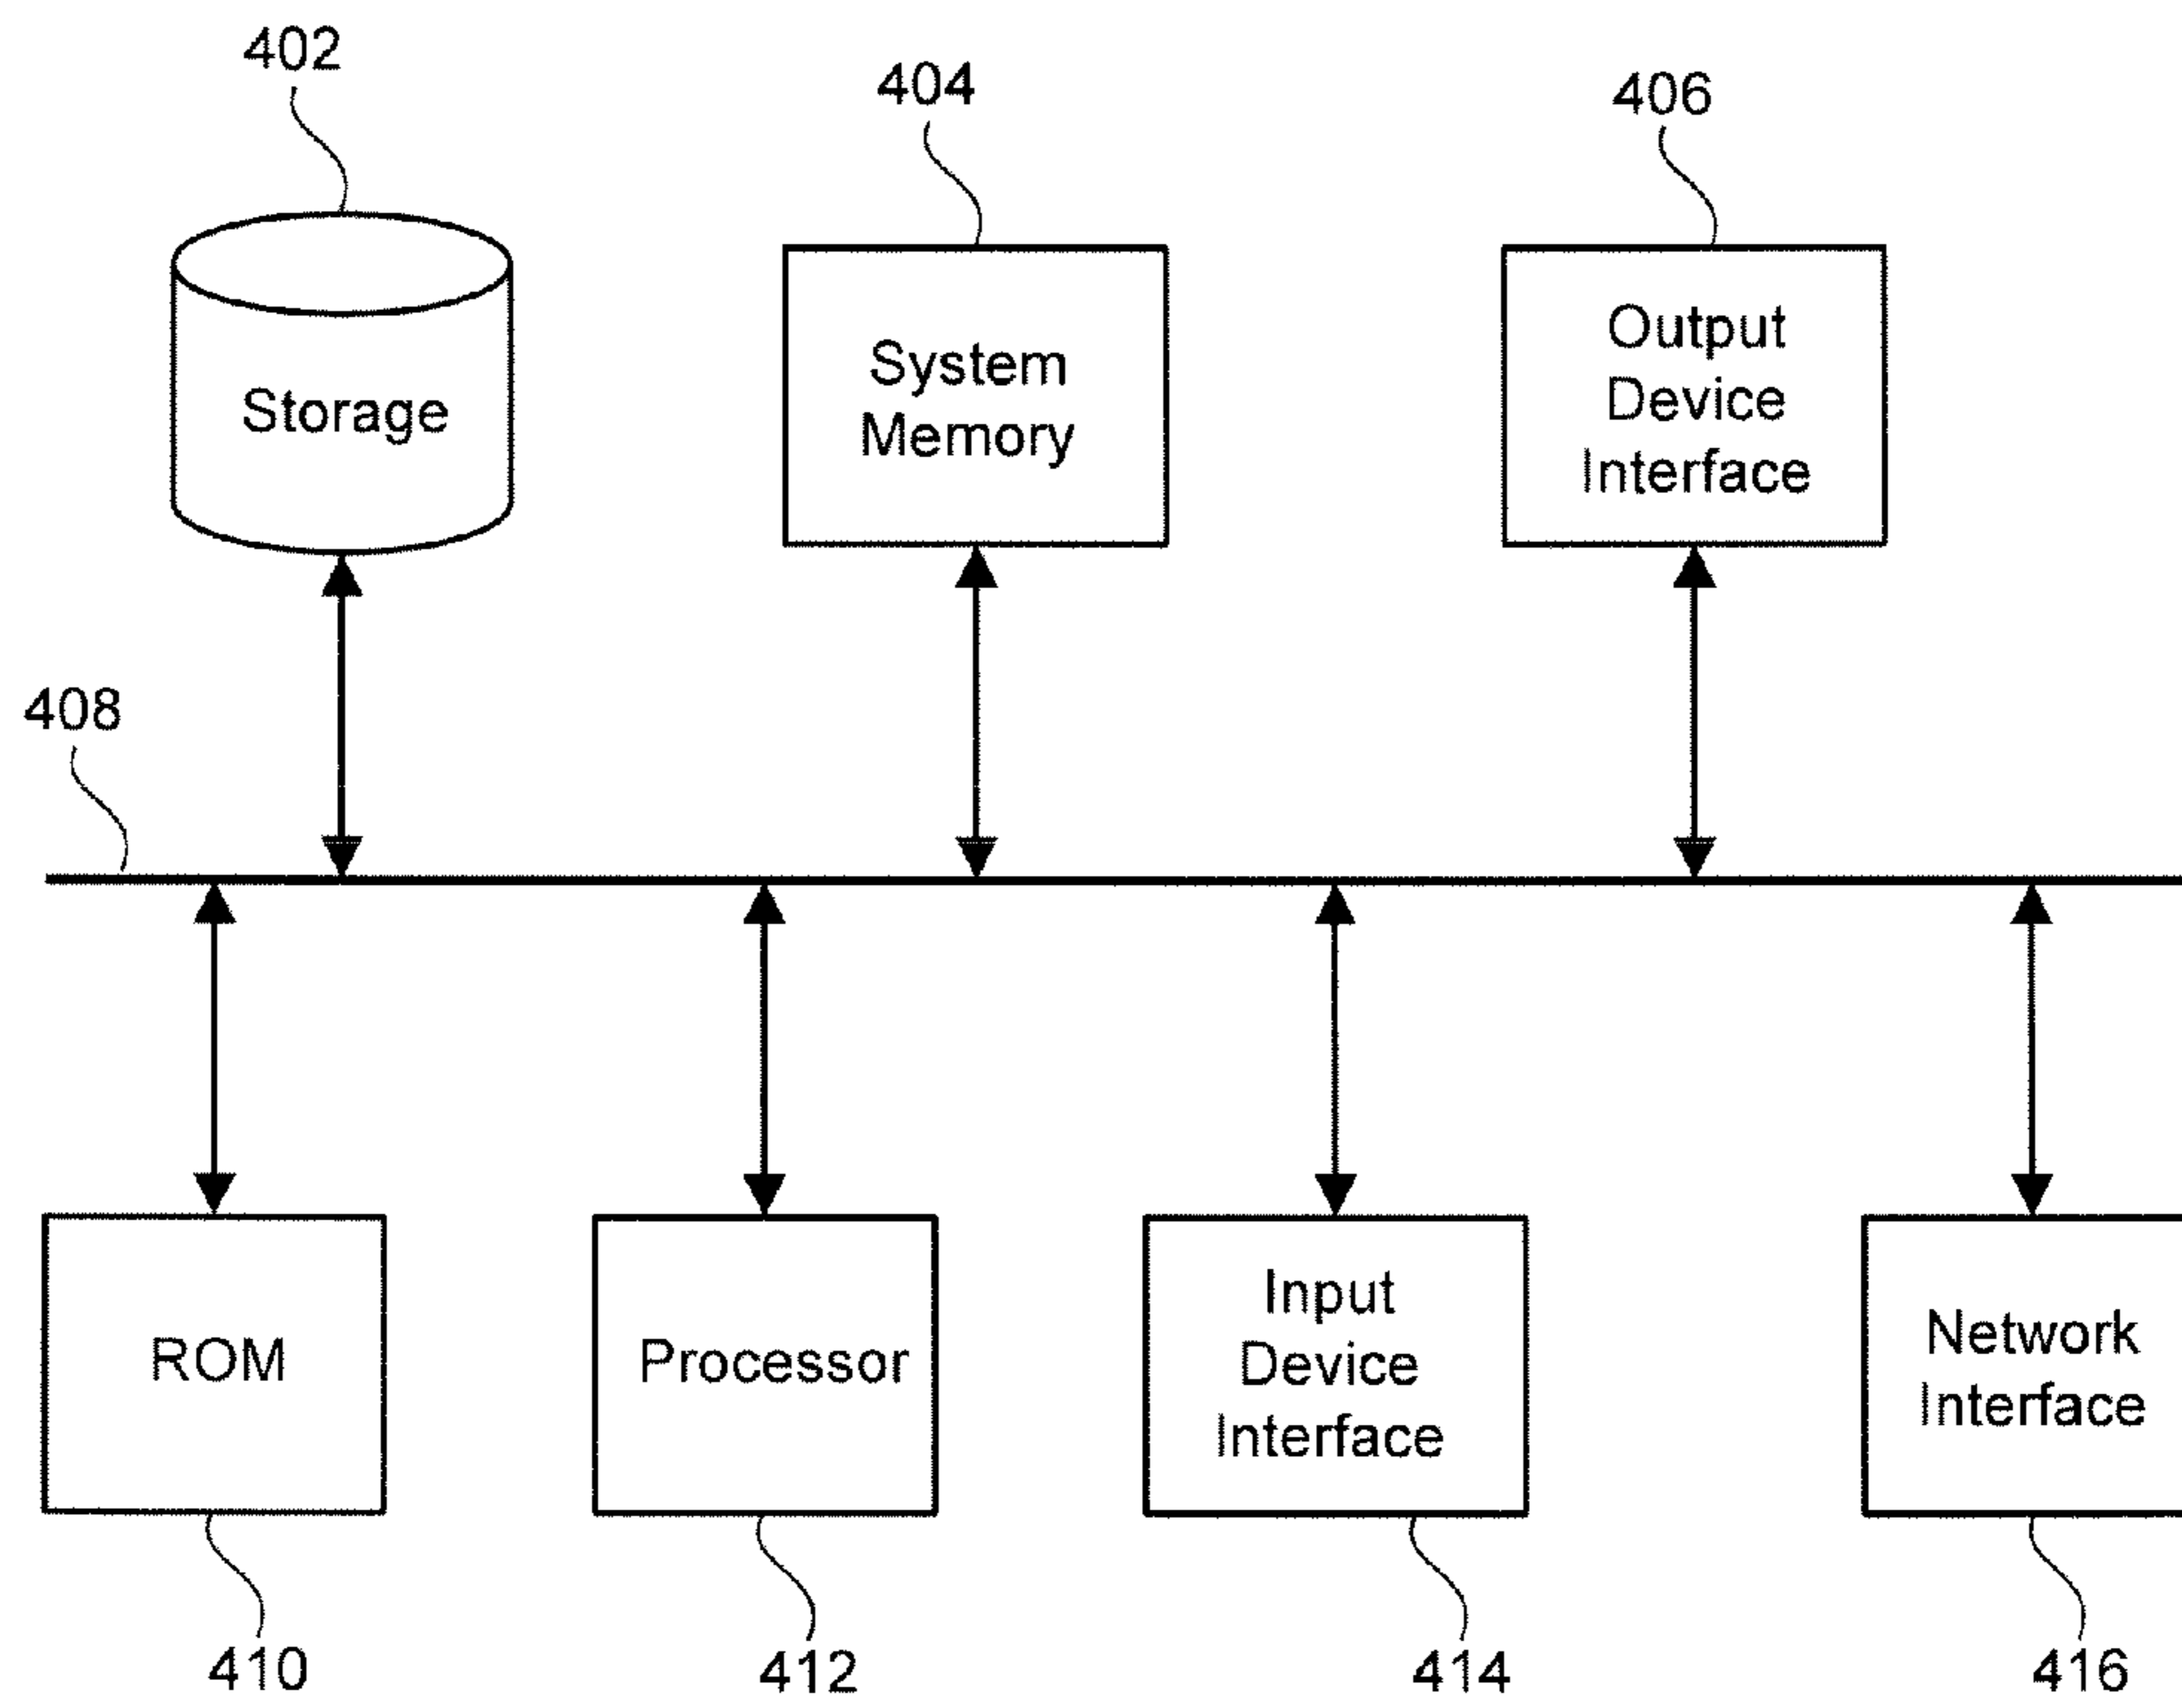 402
404
406
Storage
System
Memory
Output
Device
Interface
408
ROM
Processor
Input
Device
Interface
Network
Interface
410
412
414
416